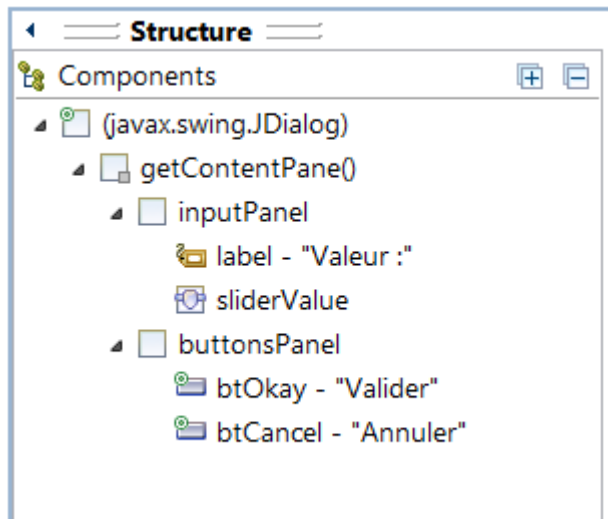 Structure
Components
(javax.swing.JDialog)
getContentPane()
inputPanel
label - "Valeur :"
sliderValue
buttonsPanel
btOkay - "Valider"
btCancel - "Annuler"